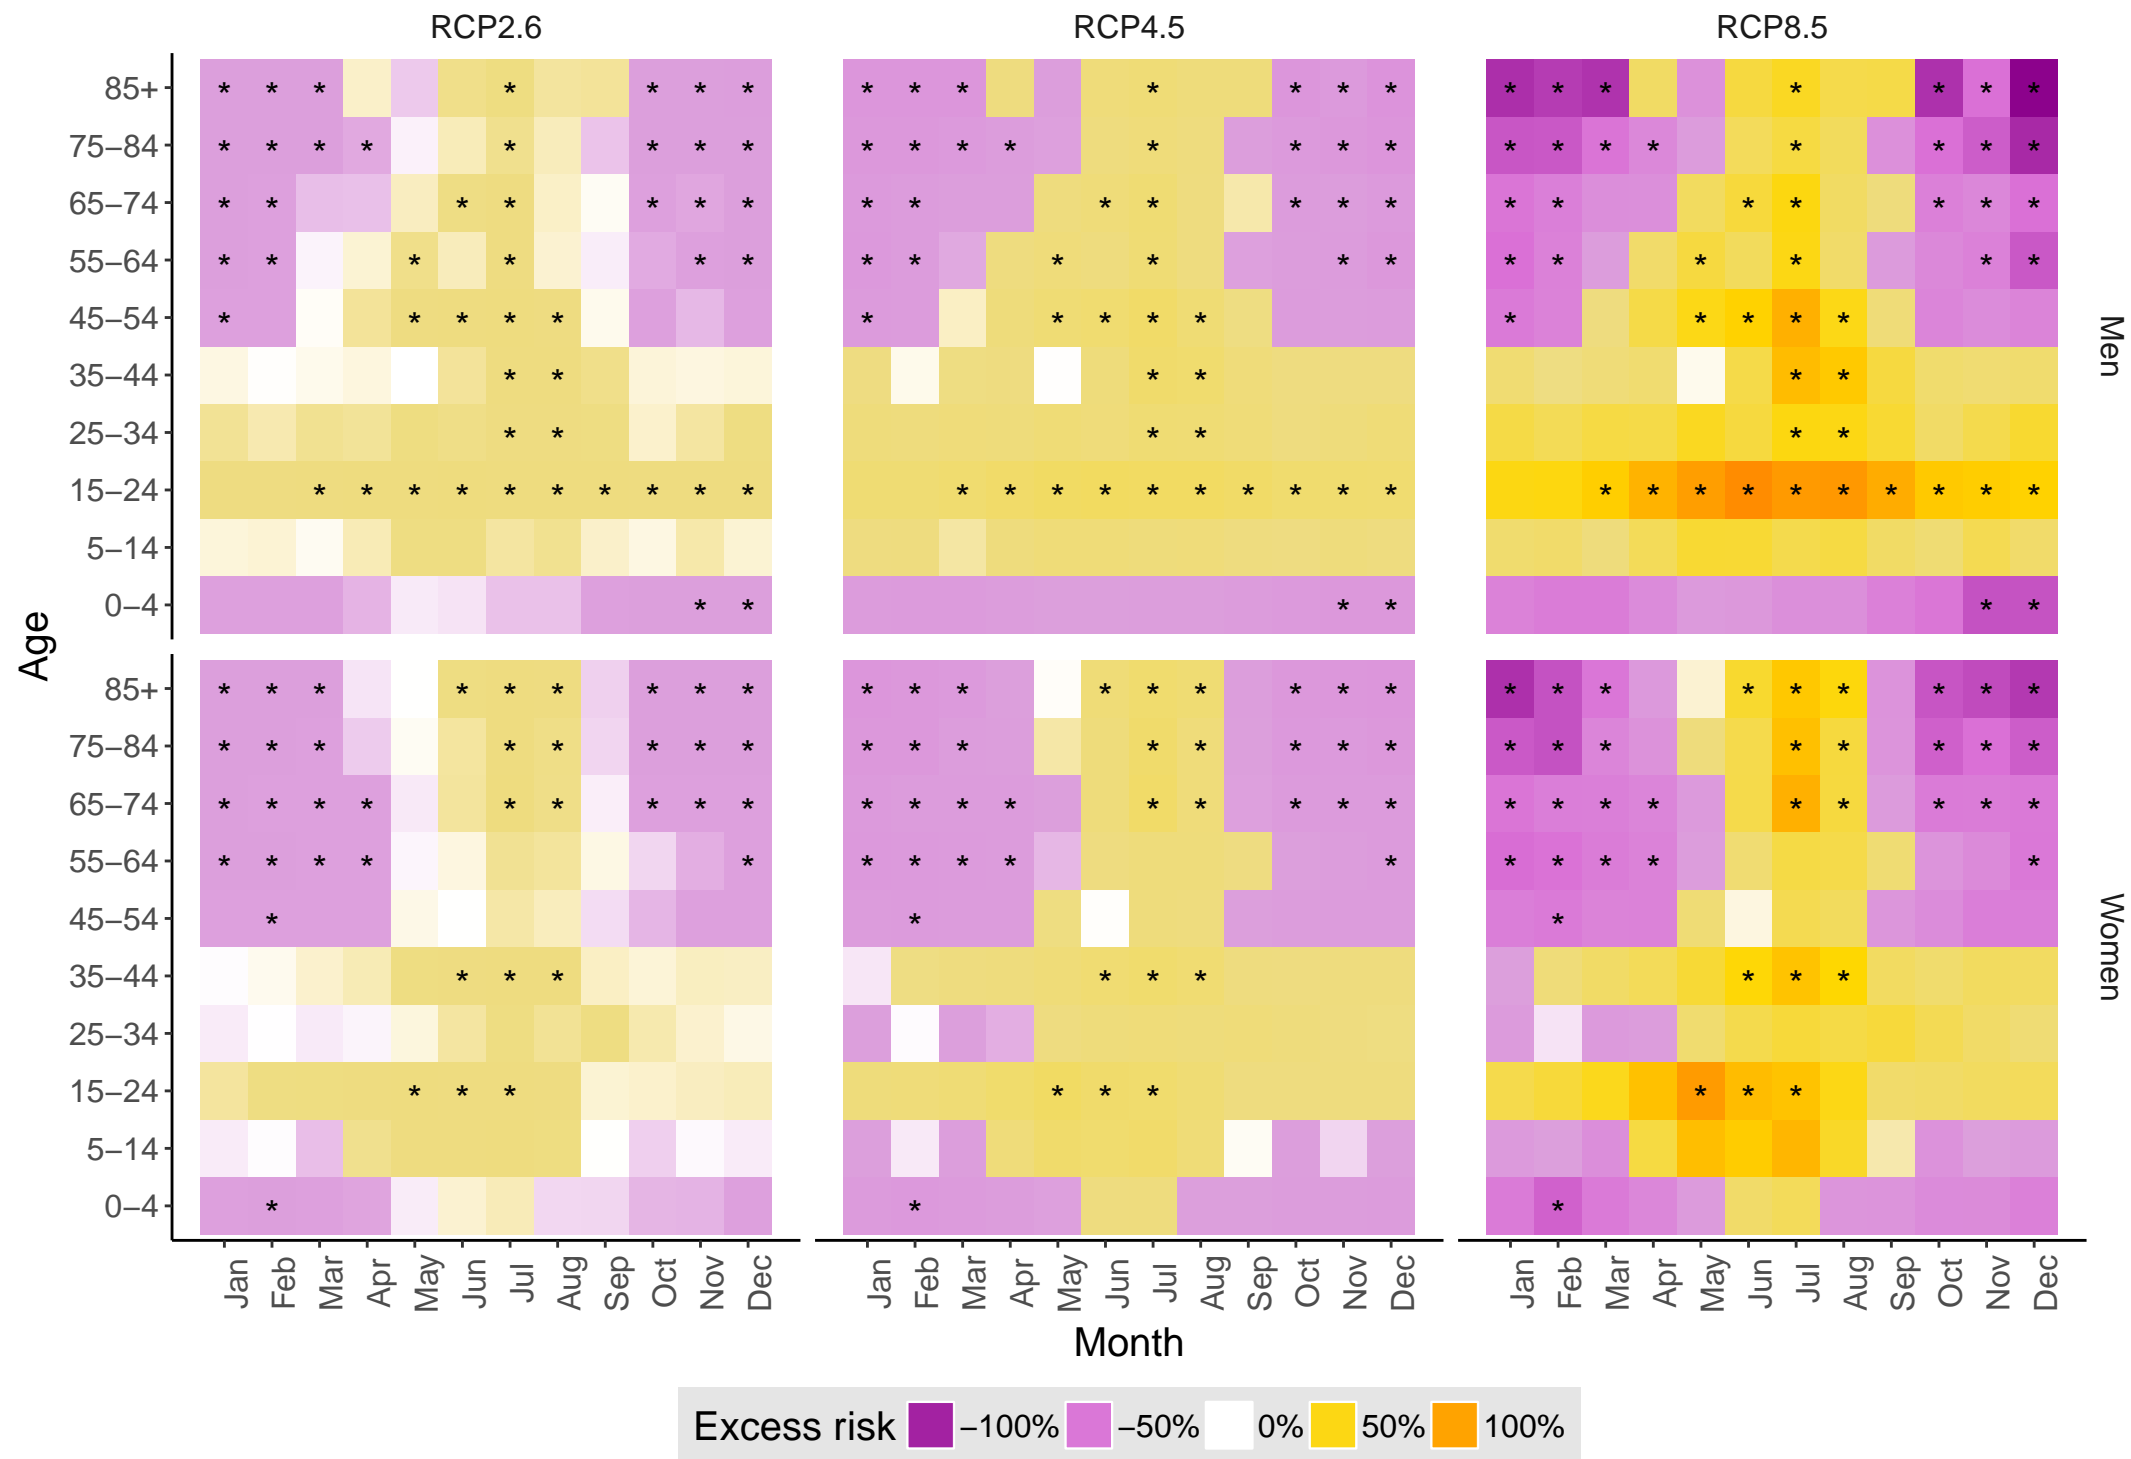 RCP2.6 RCP4.5 RCP8.5
85+ * * * * * * * * * * * * * * * * * * * * *
75−84 * * * * * * * * * * * * * * * * * * * * * * * *
65−74 * * * * * * * * * * * * * * * * * * * * *
55−64 * * * * * * * * * * * * * * * * * *
45−54 * * * * * * * * * * * * * * *
35−44 * * * * * *
25−34 * * * * * *
15−24 * * * * * * * * * * * * * * * * * * * * * * * * * * * * * *
5−14
0−4 * * * * * *
Men
Age
85+ * * * * * * * * * * * * * * * * * * * * * * * * * * *
75−84 * * * * * * * * * * * * * * * * * * * * * * * *
65−74 * * * * * * * * * * * * * * * * * * * * * * * * * * *
55−64 * * * * * * * * * * * * * * *
45−54 * * *
35−44 * * * * * * * * *
25−34
15−24 * * * * * * * * *
5−14
0−4 * * *
Women
Jan Feb Mar Apr May Jun Jul Aug Sep Oct Nov Dec Jan Feb Mar Apr May Jun Jul Aug Sep Oct Nov Dec Jan Feb Mar Apr May Jun Jul Aug Sep Oct Nov Dec
Month
Excess risk −100% −50% 0% 50% 100%